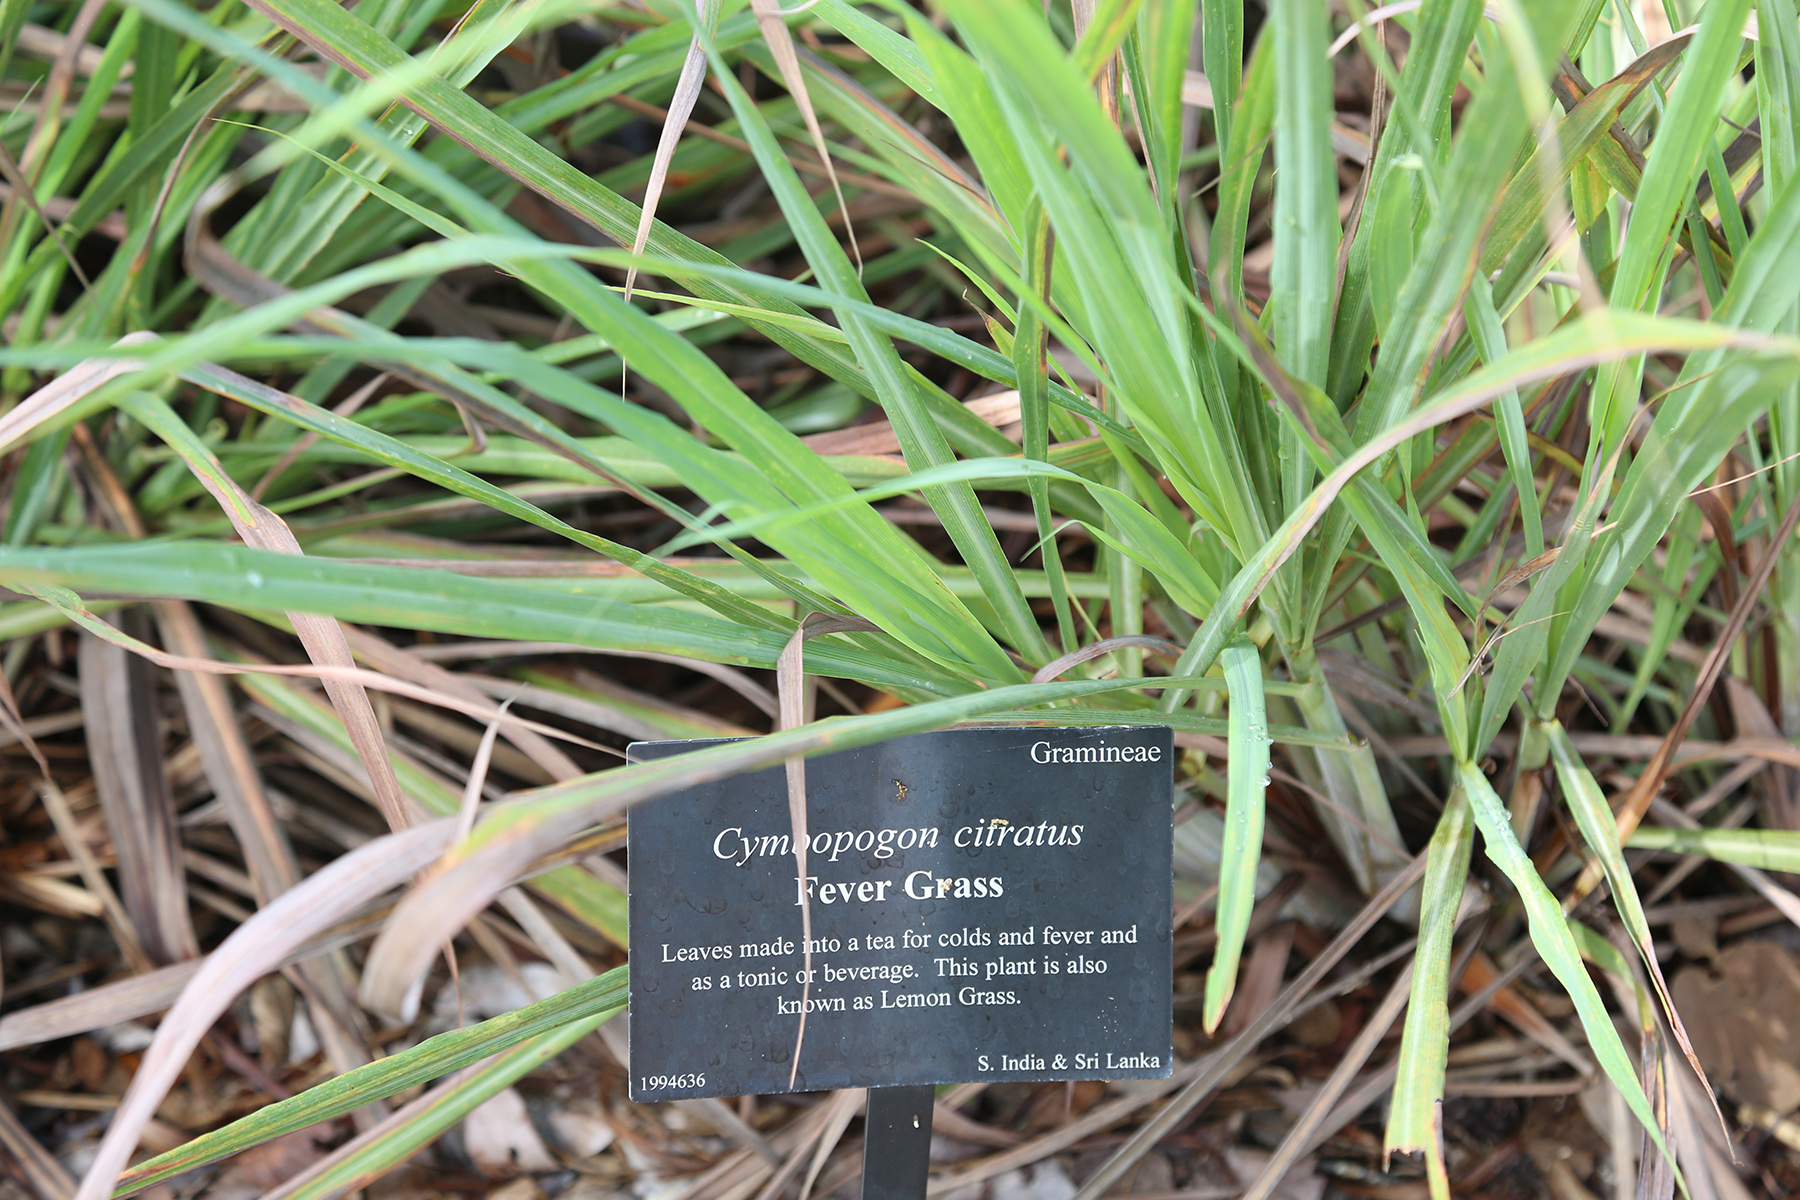 Gramineae
Cymbopogon citratus
Fever Grass
Leaves made into a tea for colds and fever and
as a tonic or beverage. This plant is also
known as Lemon Grass.
S. India & Sri Lanka
1994636